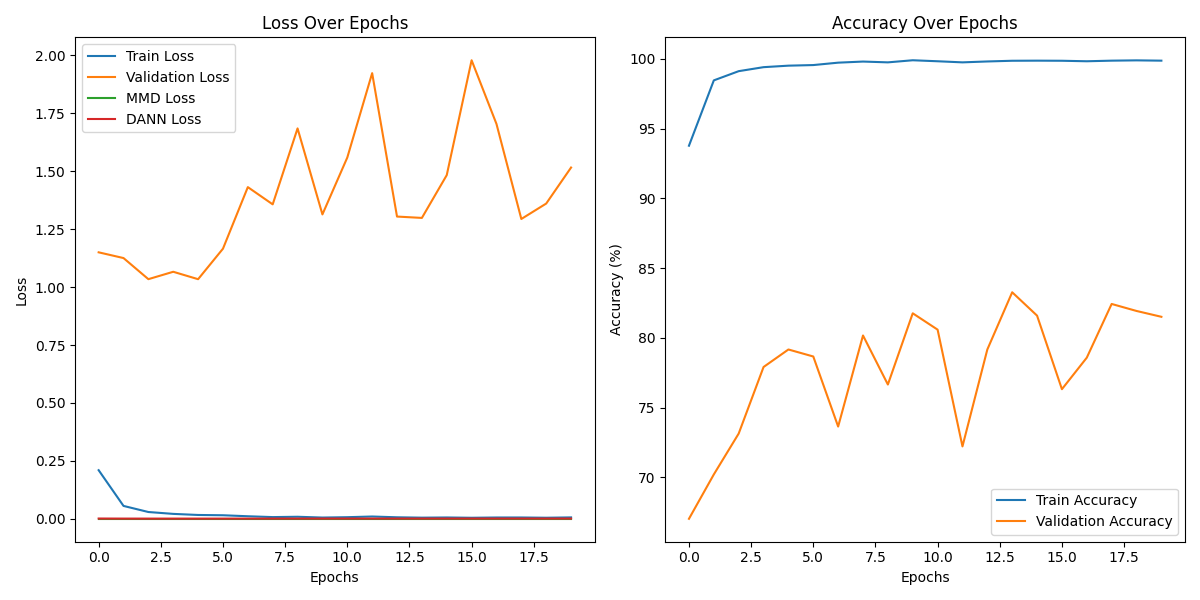 Loss Over Epochs
Train Loss
Validation Loss
MMD Loss
DANN Loss
2.00
1.75
1.50
1.25
1.00
0.75
0.50
0.25
0.00
Loss
0.0 2.5 5.0 7.5 10.0 12.5 15.0 17.5
Epochs
Accuracy Over Epochs
100
95
90
85
80
75
70
Accuracy (%)
Train Accuracy
Validation Accuracy
0.0 2.5 5.0 7.5 10.0 12.5 15.0 17.5
Epochs